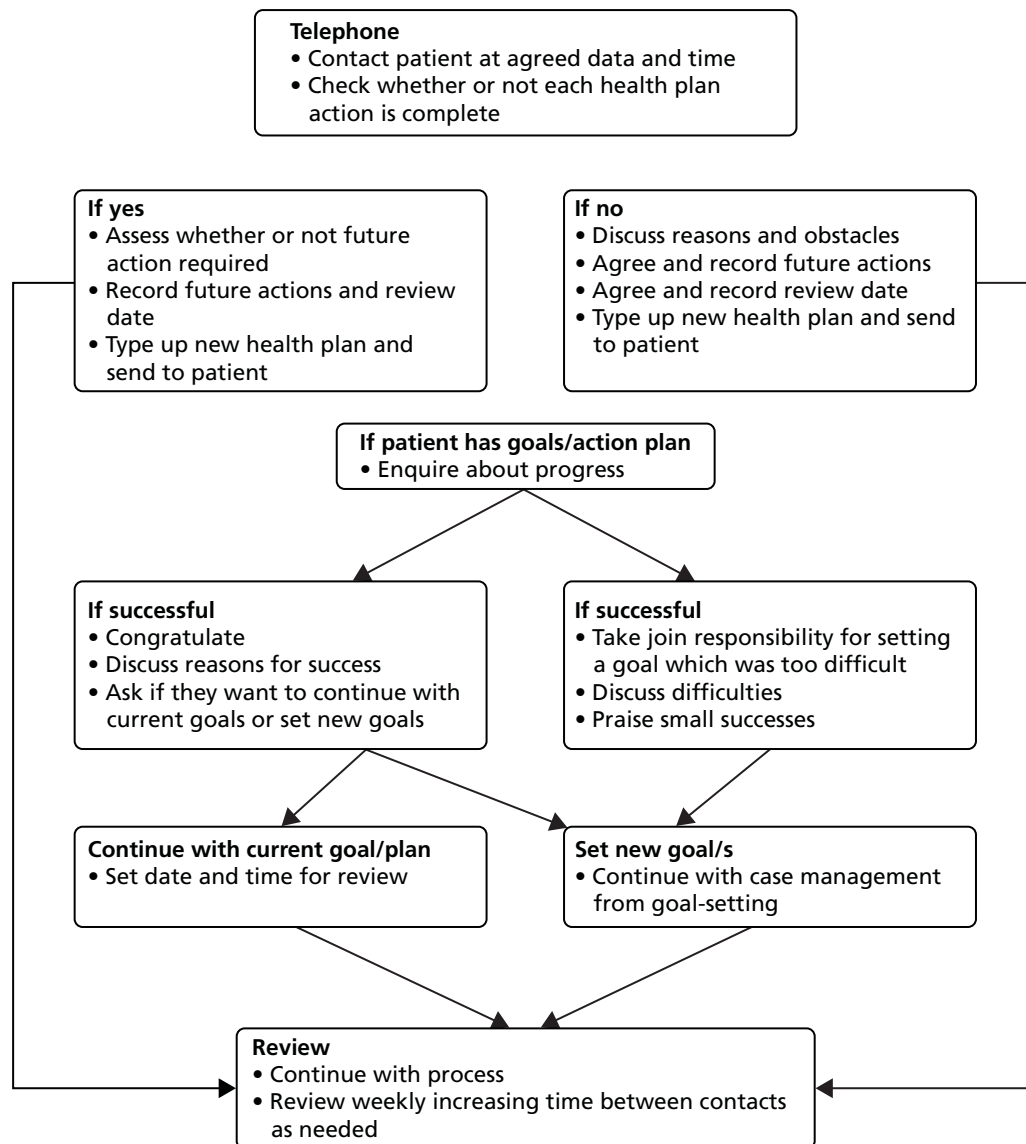 Telephone
• Contact patient at agreed data and time
• Check whether or not each health plan
action is complete
If yes
• Assess whether or not future
action required
• Record future actions and review
date
• Type up new health plan and
send to patient
If no
• Discuss reasons and obstacles
• Agree and record future actions
• Agree and record review date
• Type up new health plan and send
to patient
If patient has goals/action plan
• Enquire about progress
If successful
• Congratulate
• Discuss reasons for success
• Ask if they want to continue with
current goals or set new goals
If successful
• Take join responsibility for setting
a goal which was too difficult
• Discuss difficulties
• Praise small successes
Continue with current goal/plan
• Set date and time for review
Set new goal/s
• Continue with case management
from goal-setting
Review
• Continue with process
• Review weekly increasing time between contacts
as needed